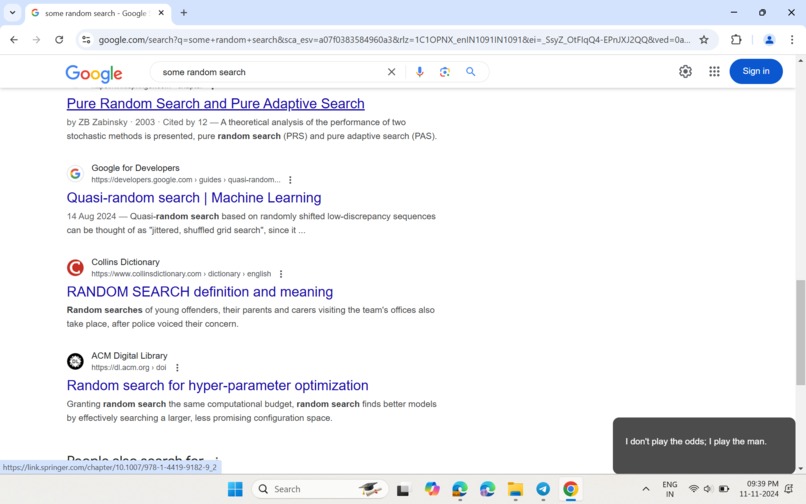 some random search - Google S
google.com/search?q=some+random+search&sca_esv=a07f0383584960a3&rlz=1C1OPNX_enIN1091IN1091&ei=_SsyZ_OtFIqQ4-EPnJXJ2QQ&ved=0a...
Google
some random search
Sign in
Pure Random Search and Pure Adaptive Search
by ZB Zabinsky · 2003 · Cited by 12 — A theoretical analysis of the performance of two
stochastic methods is presented, pure random search (PRS) and pure adaptive search (PAS).
Google for Developers
https://developers.google.com › guides › quasi-random...
Quasi-random search | Machine Learning
14 Aug 2024 — Quasi-random search based on randomly shifted low-discrepancy sequences
can be thought of as "jittered, shuffled grid search", since it ...
Collins Dictionary
https://www.collinsdictionary.com › dictionary › english
RANDOM SEARCH definition and meaning
Random searches of young offenders, their parents and carers visiting the team's offices also
take place, after police voiced their concern.
ACM Digital Library
https://dl.acm.org › doi
Random search for hyper-parameter optimization
Granting random search the same computational budget, random search finds better models
by effectively searching a larger, less promising configuration space.
I don't play the odds; I play the man.
People also search for
https://link.springer.com/chapter/10.1007/978-1-4419-9182-9_2
Search
ENG
IN
09:39 PM
11-11-2024